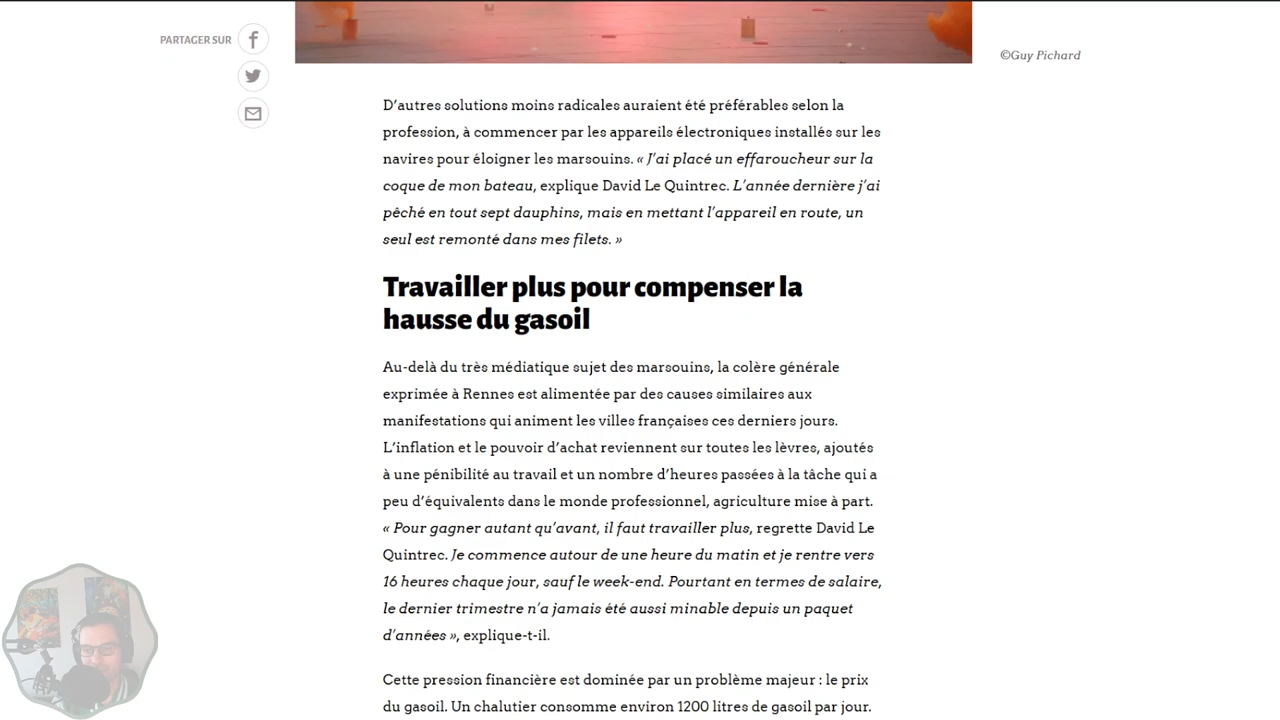 PARTAGER SUR
©Guy Pichard
D’autres solutions moins radicales auraient été préférables selon la
profession, à commencer par les appareils électroniques installés sur les
navires pour éloigner les marsouins. « J’ai placé un effaroucheur sur la
coque de mon bateau, explique David Le Quintrec. L’année dernière j’ai
pêché en tout sept dauphins, mais en mettant l’appareil en route, un
seul est remonté dans mes filets. »
Travailler plus pour compenser la
hausse du gasoil
Au-delà du très médiatique sujet des marsouins, la colère générale
exprimée à Rennes est alimentée par des causes similaires aux
manifestations qui animent les villes françaises ces derniers jours.
L’inflation et le pouvoir d’achat reviennent sur toutes les lèvres, ajoutés
à une pénibilité au travail et un nombre d’heures passées à la tâche qui a
peu d’équivalents dans le monde professionnel, agriculture mise à part.
« Pour gagner autant qu’avant, il faut travailler plus, regrette David Le
Quintrec. Je commence autour de une heure du matin et je rentre vers
16 heures chaque jour, sauf le week-end. Pourtant en termes de salaire,
le dernier trimestre n’a jamais été aussi minable depuis un paquet
d’années », explique-t-il.
Cette pression financière est dominée par un problème majeur : le prix
du gasoil. Un chalutier consomme environ 1200 litres de gasoil par jour.